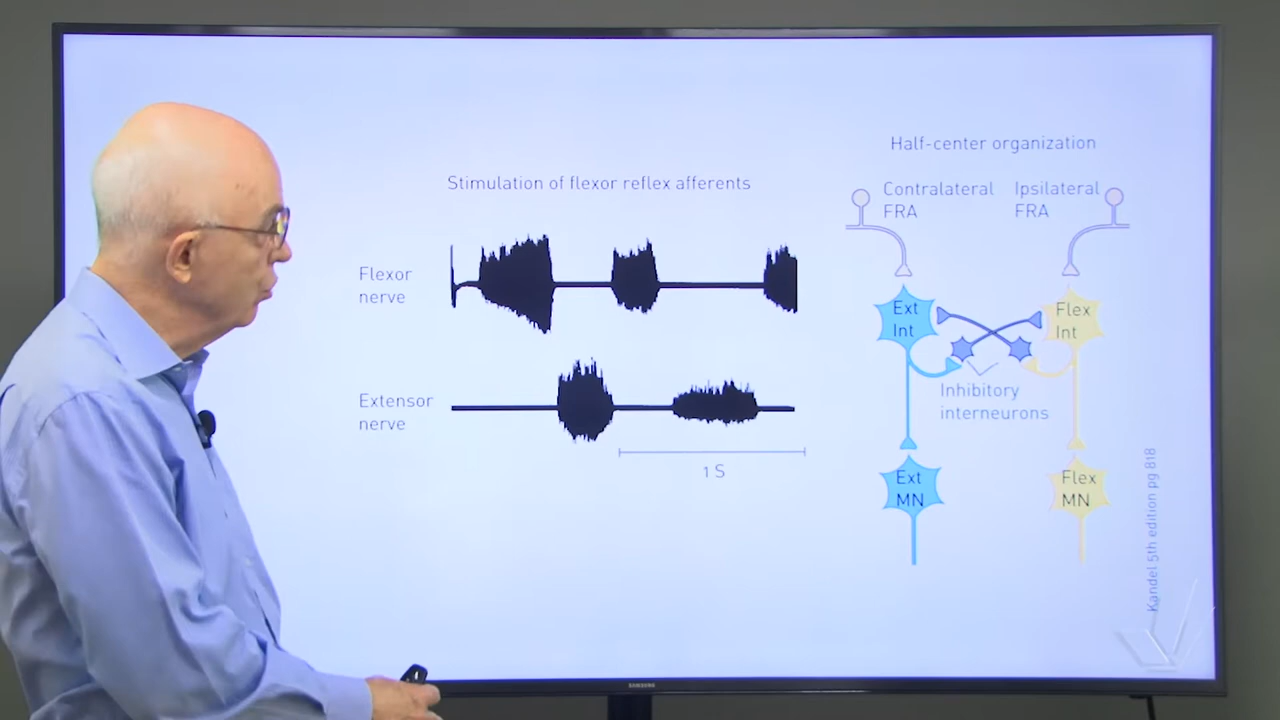 Half-center organization
Stimulation of flexor reflex afferents
Contralateral
FRA
Ipsilateral
FRA
Flexor
nerve
Ext
Int
Flex
Int
Inhibitory
interneurons
Extensor
nerve
1 S
Ext
MN
Flex
MN
Kandel 5th edition pg 818
SAMSUNG